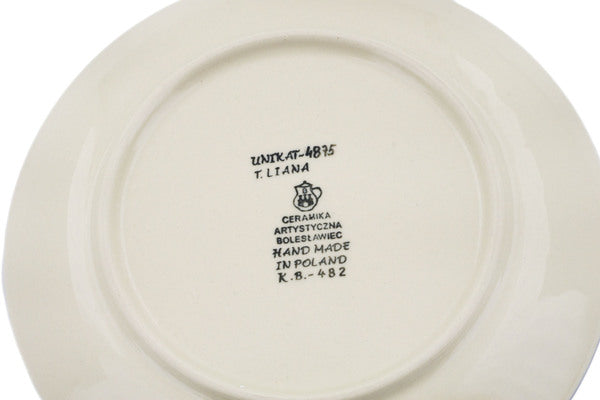 UNIKAT-4875
T. LIANA
CERAMIKA
ARTYSTYCZNA
BOLESŁAWIEC
HAND MADE
IN POLAND
K.B.-482